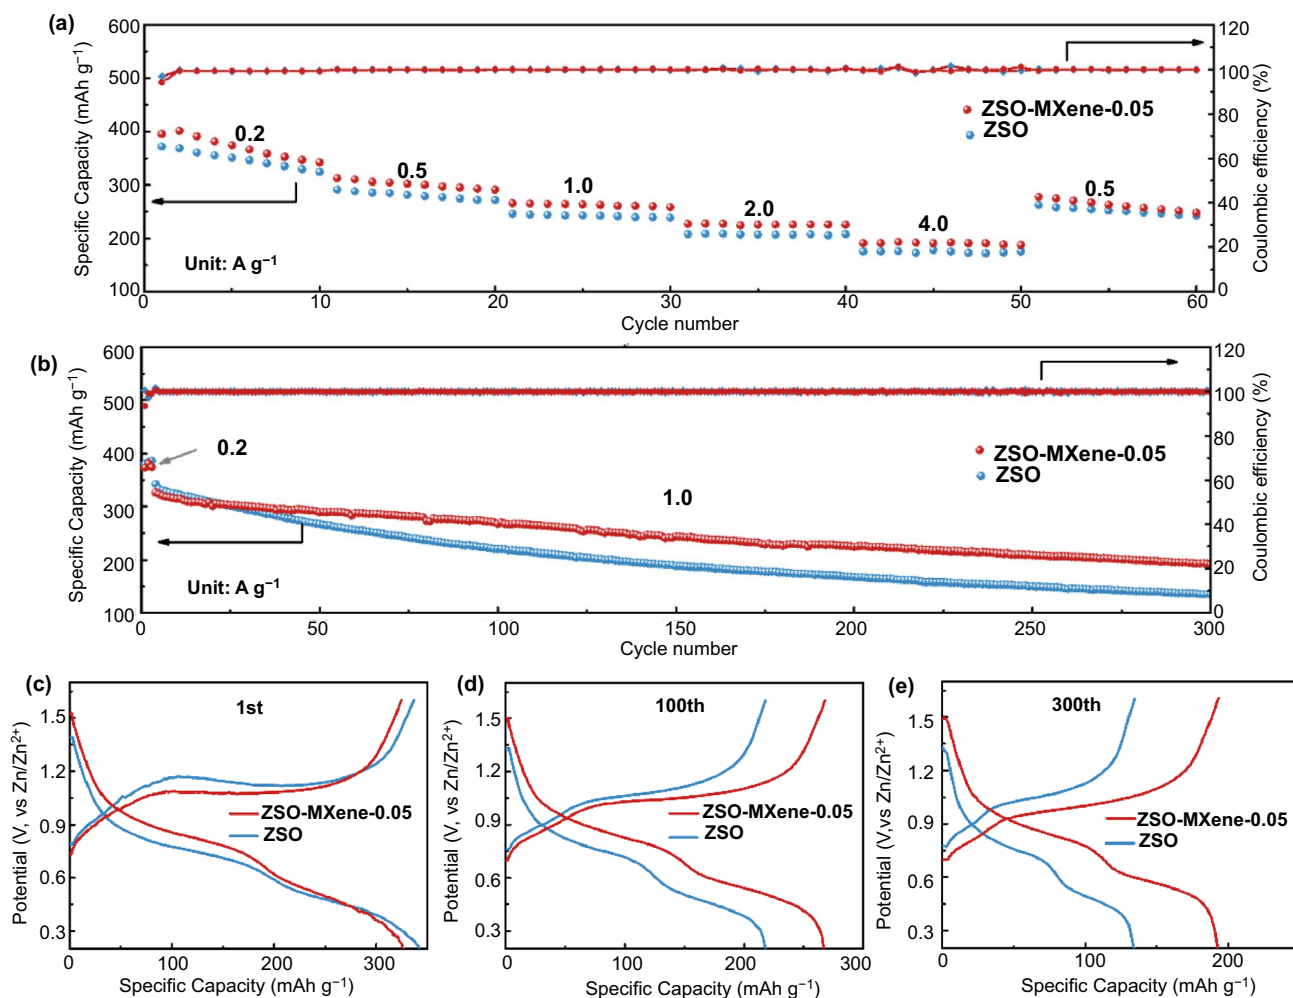 (a)
600
500
400
300
200
100
Specific Capacity (mAh g⁻¹)
0.2
0.5
1.0
2.0
4.0
0.5
ZSO-MXene-0.05
ZSO
Unit: A g⁻¹
120
100
80
60
40
20
0
Coulombic efficiency (%)
0 10 20 30 40 50 60
Cycle number
(b)
600
500
400
300
200
100
Specific Capacity (mAh g⁻¹)
0.2
1.0
ZSO-MXene-0.05
ZSO
Unit: A g⁻¹
120
100
80
60
40
20
0
Coulombic efficiency (%)
0 50 100 150 200 250 300
Cycle number
(c)
1st
1.5
1.2
0.9
0.6
0.3
Potential (V, vs Zn/Zn²⁺)
ZSO-MXene-0.05
ZSO
0 100 200 300
Specific Capacity (mAh g⁻¹)
(d)
100th
1.5
1.2
0.9
0.6
0.3
Potential (V, vs Zn/Zn²⁺)
ZSO-MXene-0.05
ZSO
0 100 200 300
Specific Capacity (mAh g⁻¹)
(e)
300th
1.5
1.2
0.9
0.6
0.3
Potential (V,vs Zn/Zn²⁺)
ZSO-MXene-0.05
ZSO
0 100 200
Specific Capacity (mAh g⁻¹)